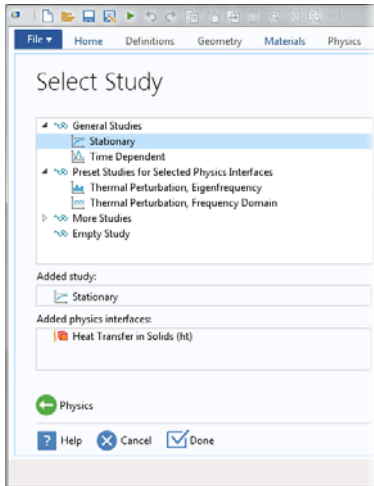 File ▼ Home Definitions Geometry Materials Physics
Select Study
General Studies
Stationary
Time Dependent
Preset Studies for Selected Physics Interfaces
Thermal Perturbation, Eigenfrequency
Thermal Perturbation, Frequency Domain
More Studies
Empty Study
Added study:
Stationary
Added physics interfaces:
Heat Transfer in Solids (ht)
Physics
? Help Cancel Done